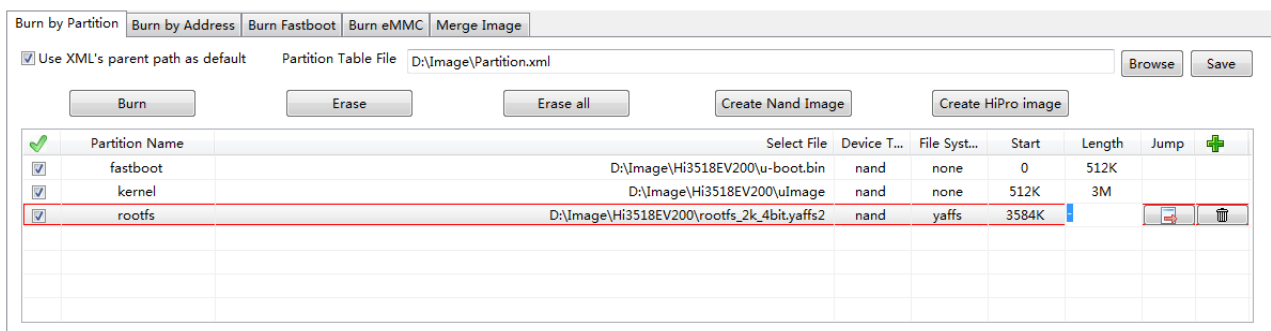 Burn by Partition Burn by Address Burn Fastboot Burn eMMC Merge Image
Use XML's parent path as default Partition Table File D:\Image\Partition.xml Browse Save
Burn Erase Erase all Create Nand Image Create HiPro image
Partition Name Select File Device T... File Syst... Start Length Jump
fastboot D:\Image\Hi3518EV200\u-boot.bin nand none 0 512K
kernel D:\Image\Hi3518EV200\uImage nand none 512K 3M
rootfs D:\Image\Hi3518EV200\rootfs_2k_4bit.yaffs2 nand yaffs 3584K -